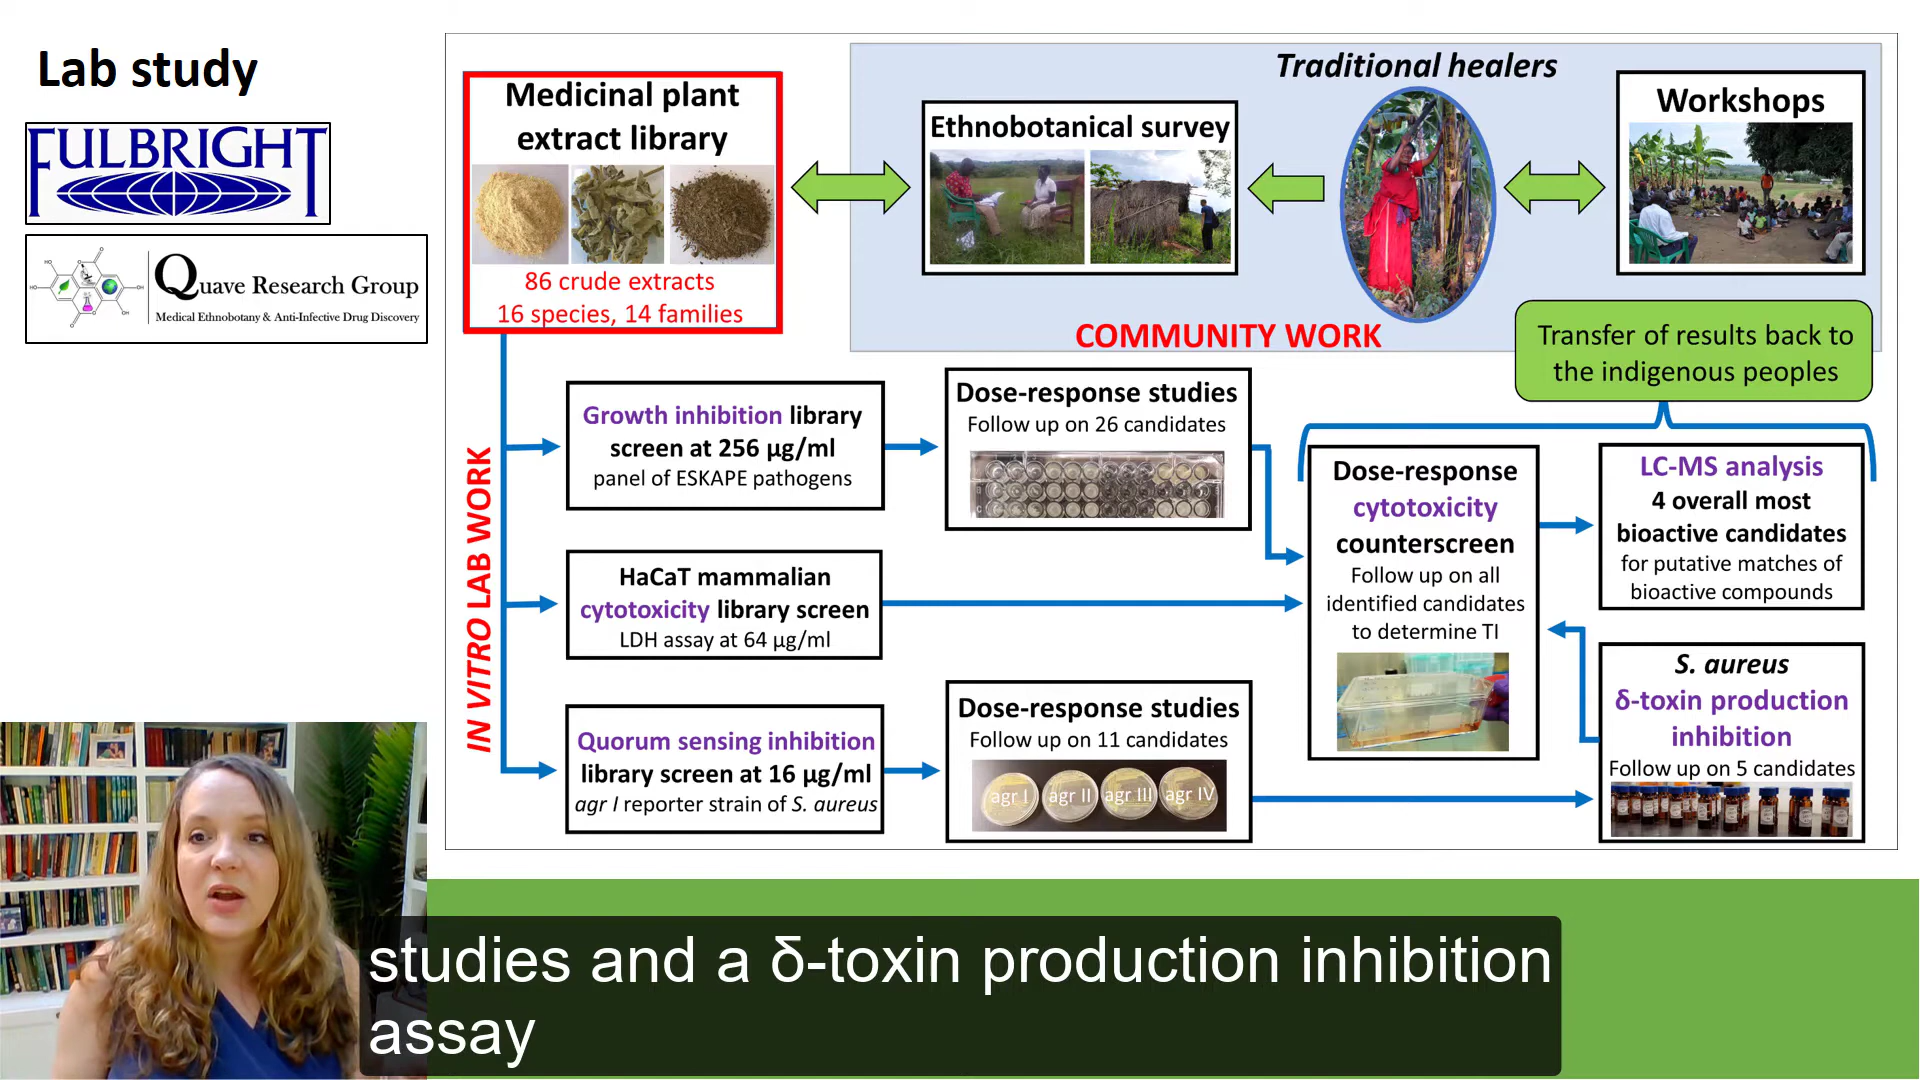 Lab study
FULBRIGHT
Quave Research Group
Medical Ethnobotany & Anti-Infective Drug Discovery
Medicinal plant
extract library
86 crude extracts
16 species, 14 families
Traditional healers
Ethnobotanical survey
Workshops
COMMUNITY WORK
Transfer of results back to
the indigenous peoples
IN VITRO LAB WORK
Growth inhibition library
screen at 256 µg/ml
panel of ESKAPE pathogens
Dose-response studies
Follow up on 26 candidates
HaCaT mammalian
cytotoxicity library screen
LDH assay at 64 µg/ml
Quorum sensing inhibition
library screen at 16 µg/ml
agr I reporter strain of S. aureus
Dose-response studies
Follow up on 11 candidates
agr I
agr II
agr III
agr IV
Dose-response
cytotoxicity
counterscreen
Follow up on all
identified candidates
to determine TI
LC-MS analysis
4 overall most
bioactive candidates
for putative matches of
bioactive compounds
S. aureus
δ-toxin production
inhibition
Follow up on 5 candidates
studies and a δ-toxin production inhibition
assay